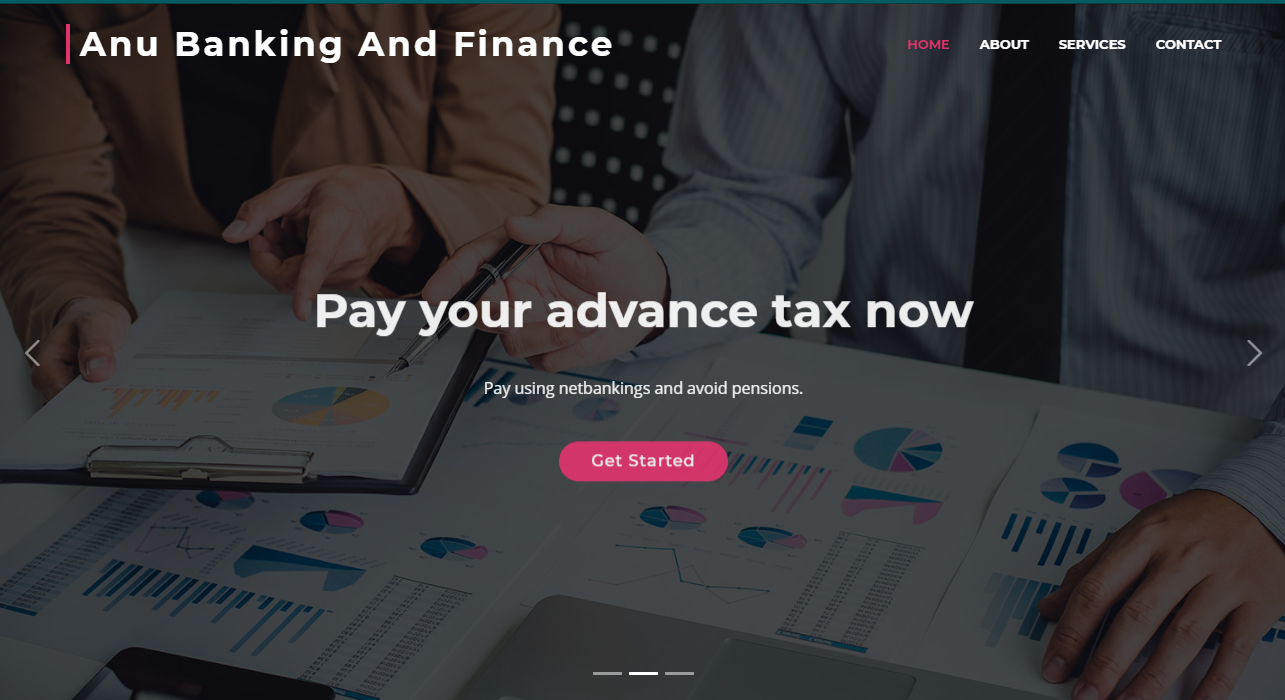 Anu Banking And Finance
HOME ABOUT SERVICES CONTACT
Pay your advance tax now
Pay using netbankings and avoid pensions.
Get Started